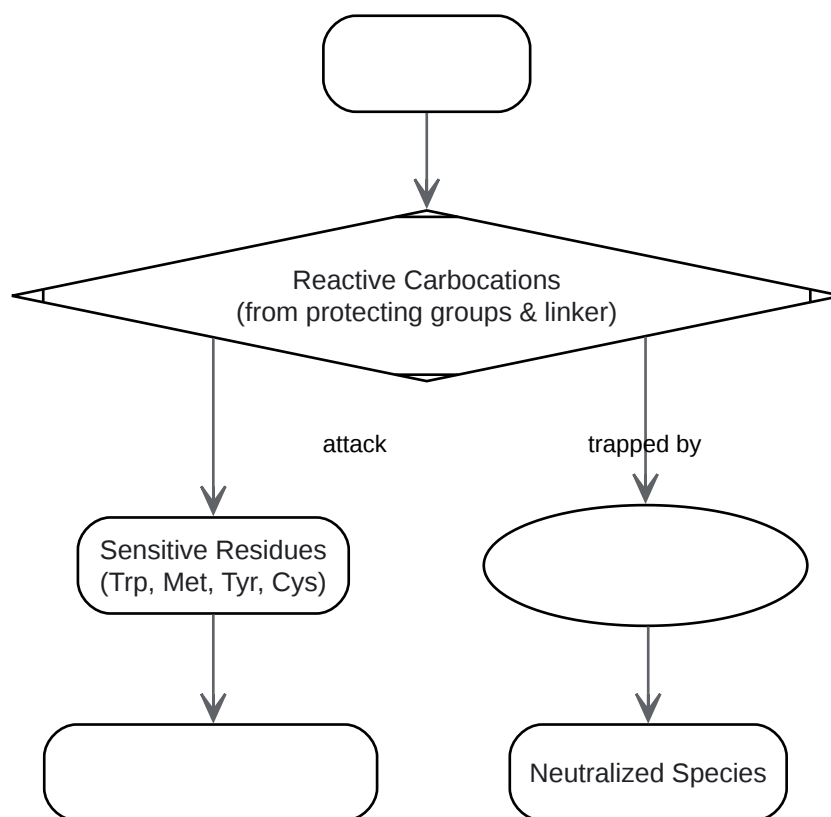 Reactive Carbocations
(from protecting groups & linker)
attack
trapped by
Sensitive Residues
(Trp, Met, Tyr, Cys)
Neutralized Species